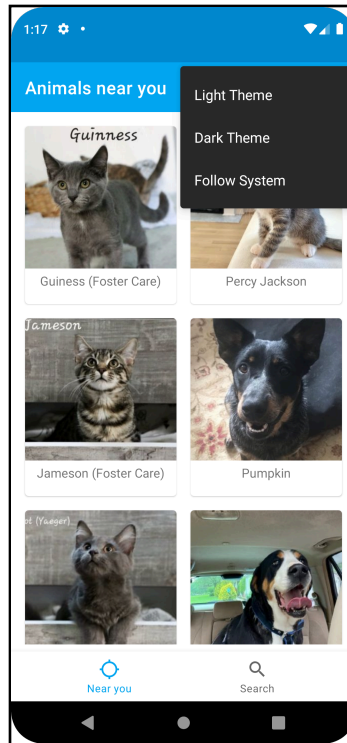 1:17
Animals near you
Light Theme
Dark Theme
Follow System
Guinness
Guiness (Foster Care)
Percy Jackson
Jameson
Jameson (Foster Care)
Pumpkin
(Yaeger)
Near you
Search